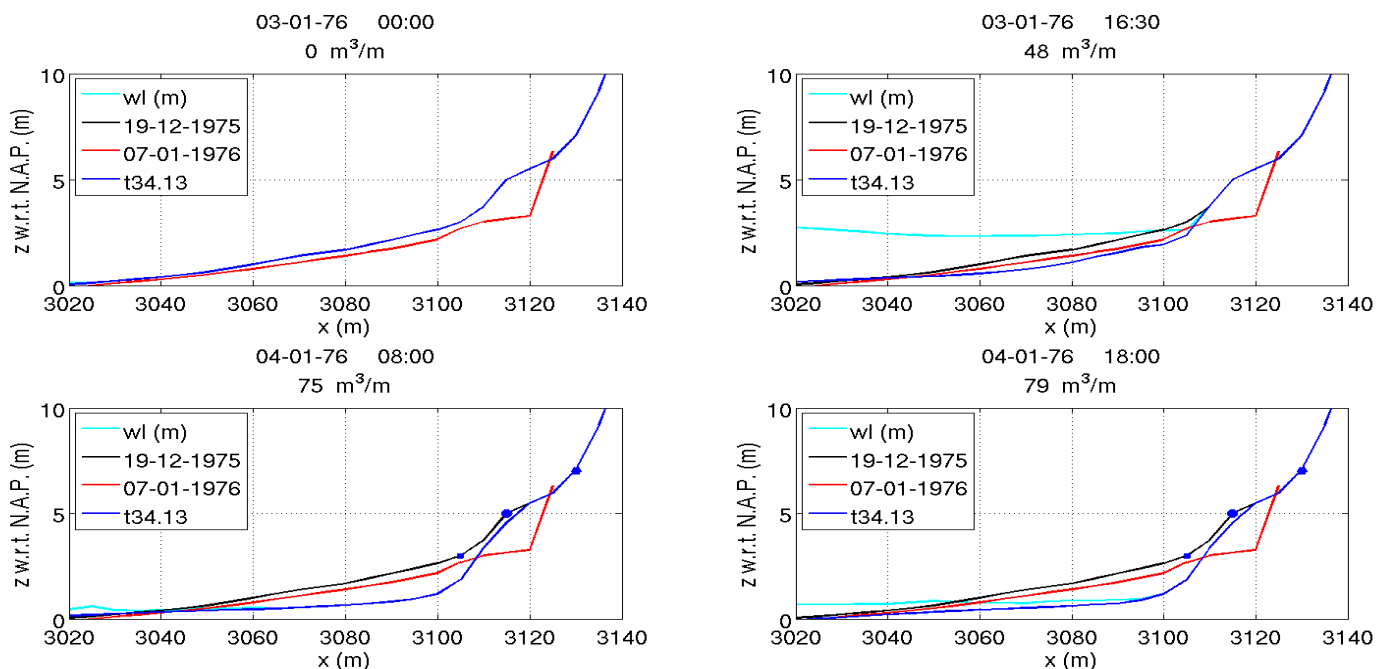 03-01-76 00:00
0 m³/m
10
5
0
z w.r.t. N.A.P. (m)
wl (m)
19-12-1975
07-01-1976
t34.13
3020 3040 3060 3080 3100 3120 3140
x (m)
03-01-76 16:30
48 m³/m
10
5
0
z w.r.t. N.A.P. (m)
wl (m)
19-12-1975
07-01-1976
t34.13
3020 3040 3060 3080 3100 3120 3140
x (m)
04-01-76 08:00
75 m³/m
10
5
0
z w.r.t. N.A.P. (m)
wl (m)
19-12-1975
07-01-1976
t34.13
3020 3040 3060 3080 3100 3120 3140
x (m)
04-01-76 18:00
79 m³/m
10
5
0
z w.r.t. N.A.P. (m)
wl (m)
19-12-1975
07-01-1976
t34.13
3020 3040 3060 3080 3100 3120 3140
x (m)